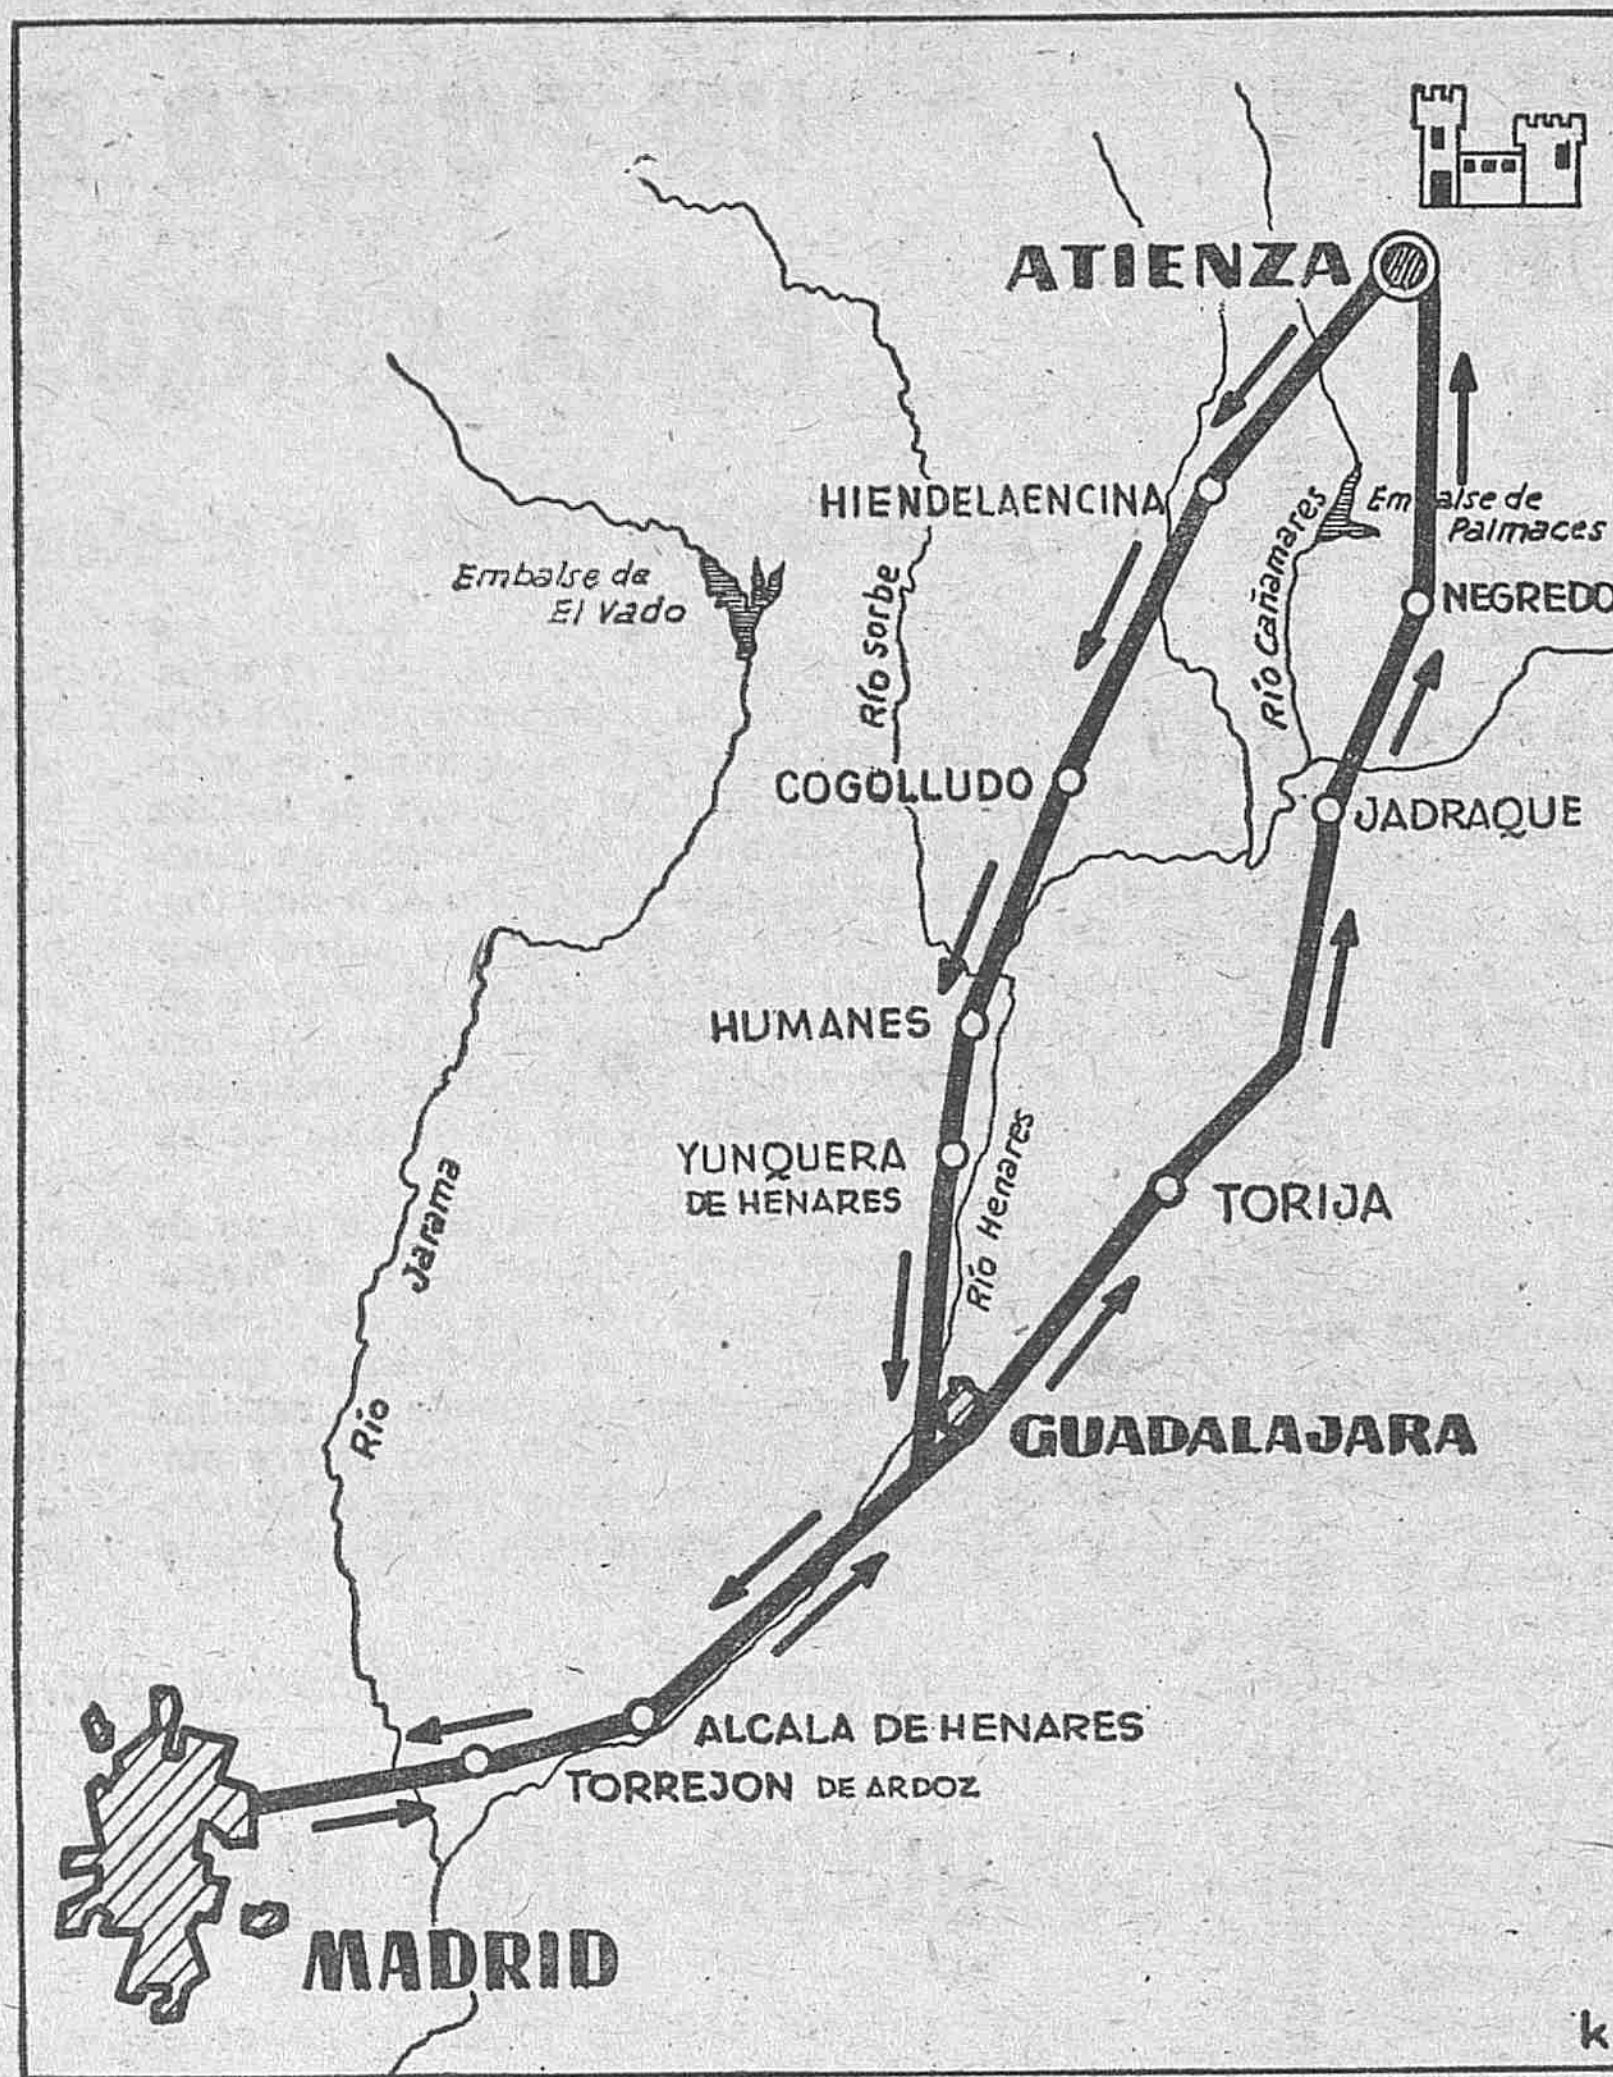 ATIENZA
HIENDELAENCINA
Embalse de
Palmaces
Río Cañamares
NEGREDO
Embalse de
El Vado
Río sorbe
COGOLLUDO
JADRAQUE
HUMANES
YUNQUERA
DE HENARES
Río Henares
TORIJA
Río Jarama
GUADALAJARA
ALCALA DE HENARES
TORREJON DE ARDOZ
MADRID